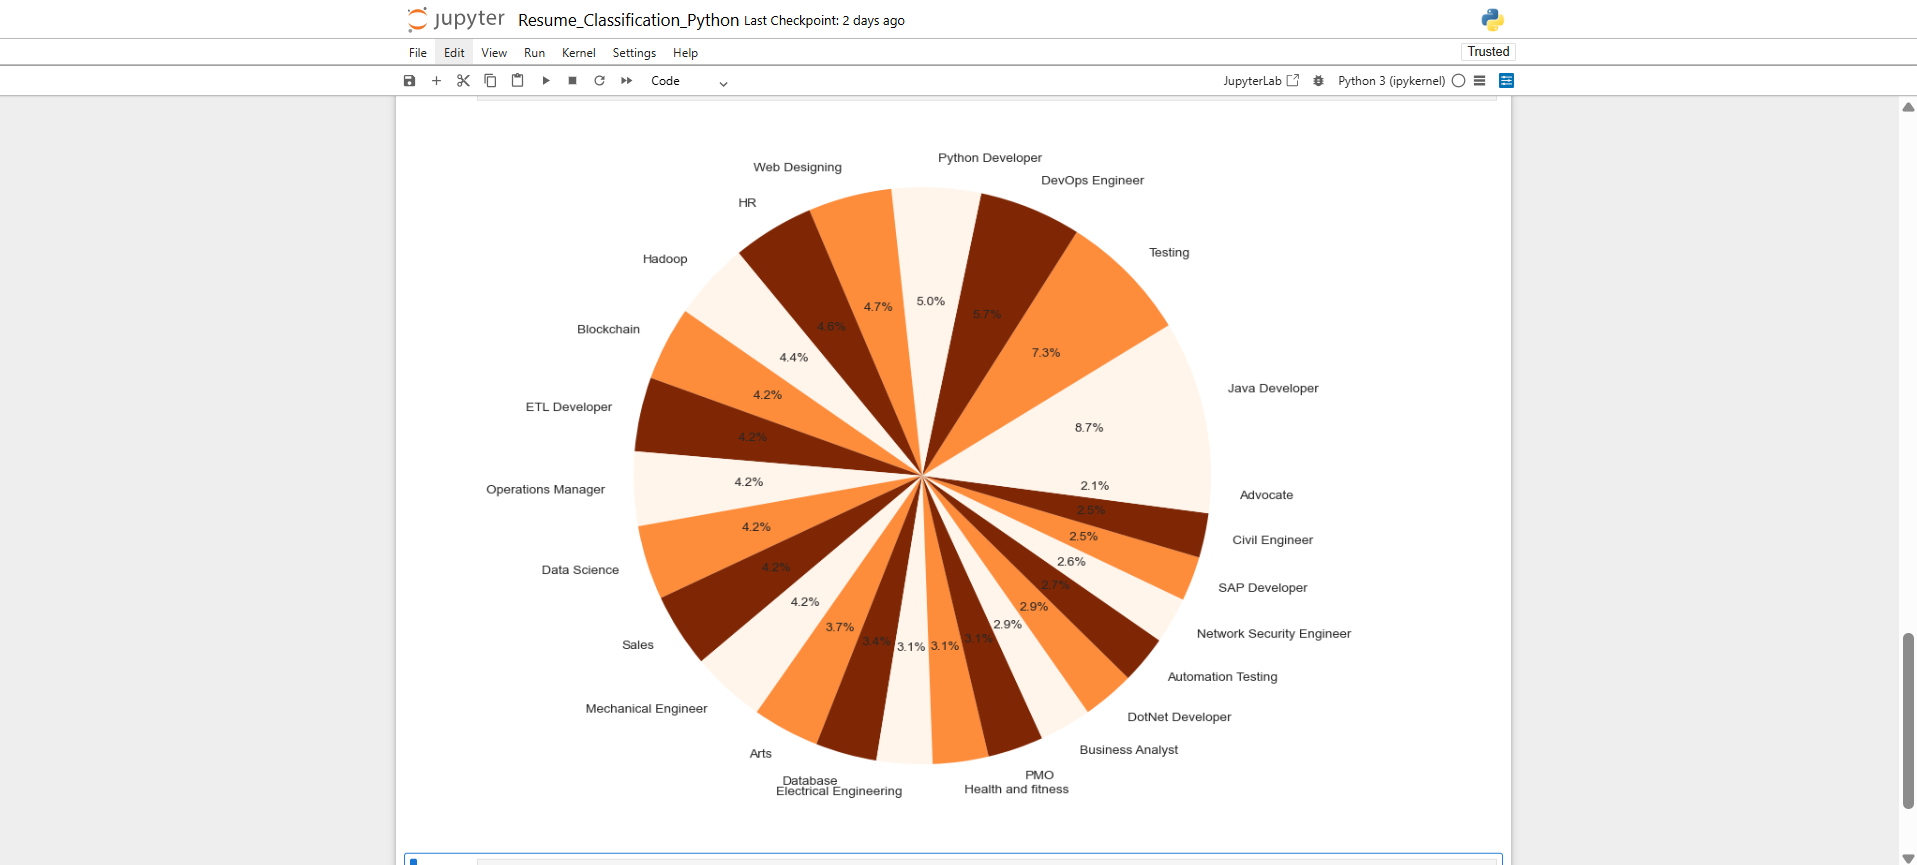 jupyter Resume_Classification_Python Last Checkpoint: 2 days ago
File Edit View Run Kernel Settings Help
Trusted
Code
JupyterLab Python 3 (ipykernel)
Python Developer
Web Designing
DevOps Engineer
HR
Testing
Hadoop
5.0%
4.7%
5.7%
4.6%
Blockchain
7.3%
4.4%
Java Developer
4.2%
ETL Developer
8.7%
4.2%
4.2%
2.1%
Operations Manager
Advocate
2.5%
4.2%
2.5%
Civil Engineer
2.6%
4.2%
Data Science
2.7%
SAP Developer
4.2%
2.9%
2.9%
3.7%
Network Security Engineer
3.4%
3.1%
3.1%
3.1%
Sales
Automation Testing
Mechanical Engineer
DotNet Developer
Business Analyst
Arts
PMO
Database
Health and fitness
Electrical Engineering